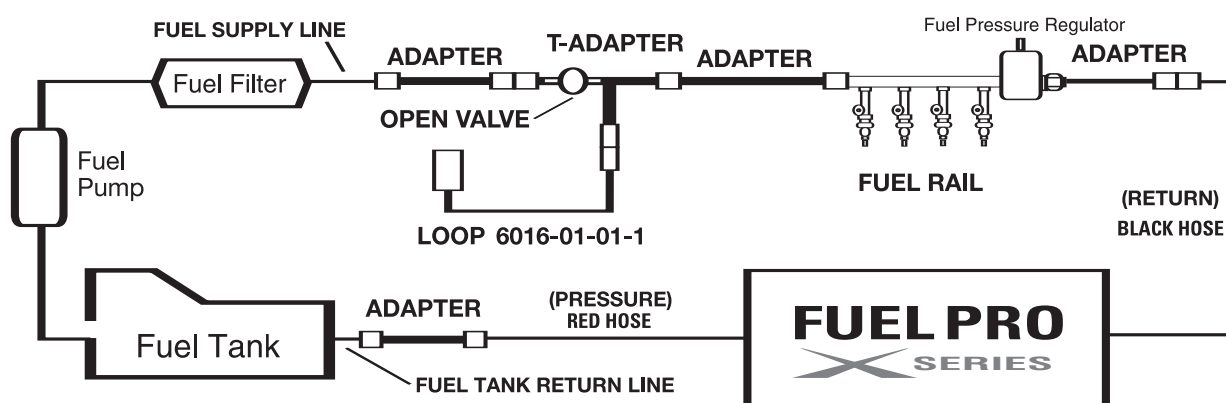 FUEL SUPPLY LINE
Fuel Filter
ADAPTER
T-ADAPTER
ADAPTER
Fuel Pressure Regulator
ADAPTER
OPEN VALVE
Fuel
Pump
FUEL RAIL
LOOP 6016-01-01-1
(RETURN)
BLACK HOSE
Fuel Tank
ADAPTER
(PRESSURE)
RED HOSE
FUEL TANK RETURN LINE
FUEL PRO
X SERIES